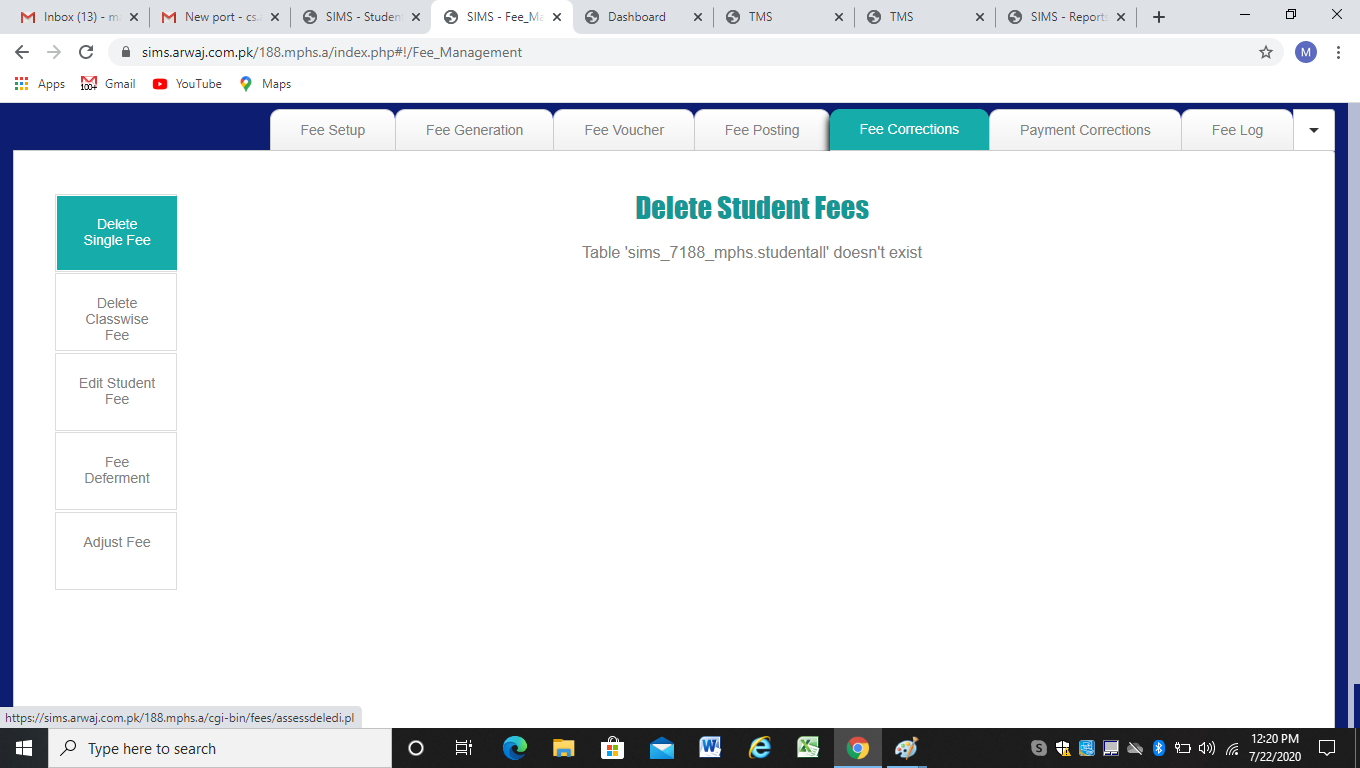 Inbox (13) - m
New port - cs.
SIMS - Student
SIMS - Fee_Ma
Dashboard
TMS
TMS
SIMS - Reports
sims.arwaj.com.pk/188.mphs.a/index.php#!/Fee_Management
M
Apps
100+
Gmail
YouTube
Maps
Fee Setup
Fee Generation
Fee Voucher
Fee Posting
Fee Corrections
Payment Corrections
Fee Log
Delete
Single Fee
Delete
Classwise
Fee
Edit Student
Fee
Fee
Deferment
Adjust Fee
Delete Student Fees
Table 'sims_7188_mphs.studentall' doesn't exist
https://sims.arwaj.com.pk/188.mphs.a/cgi-bin/fees/assessdeledi.pl
Type here to search
12:20 PM
7/22/2020